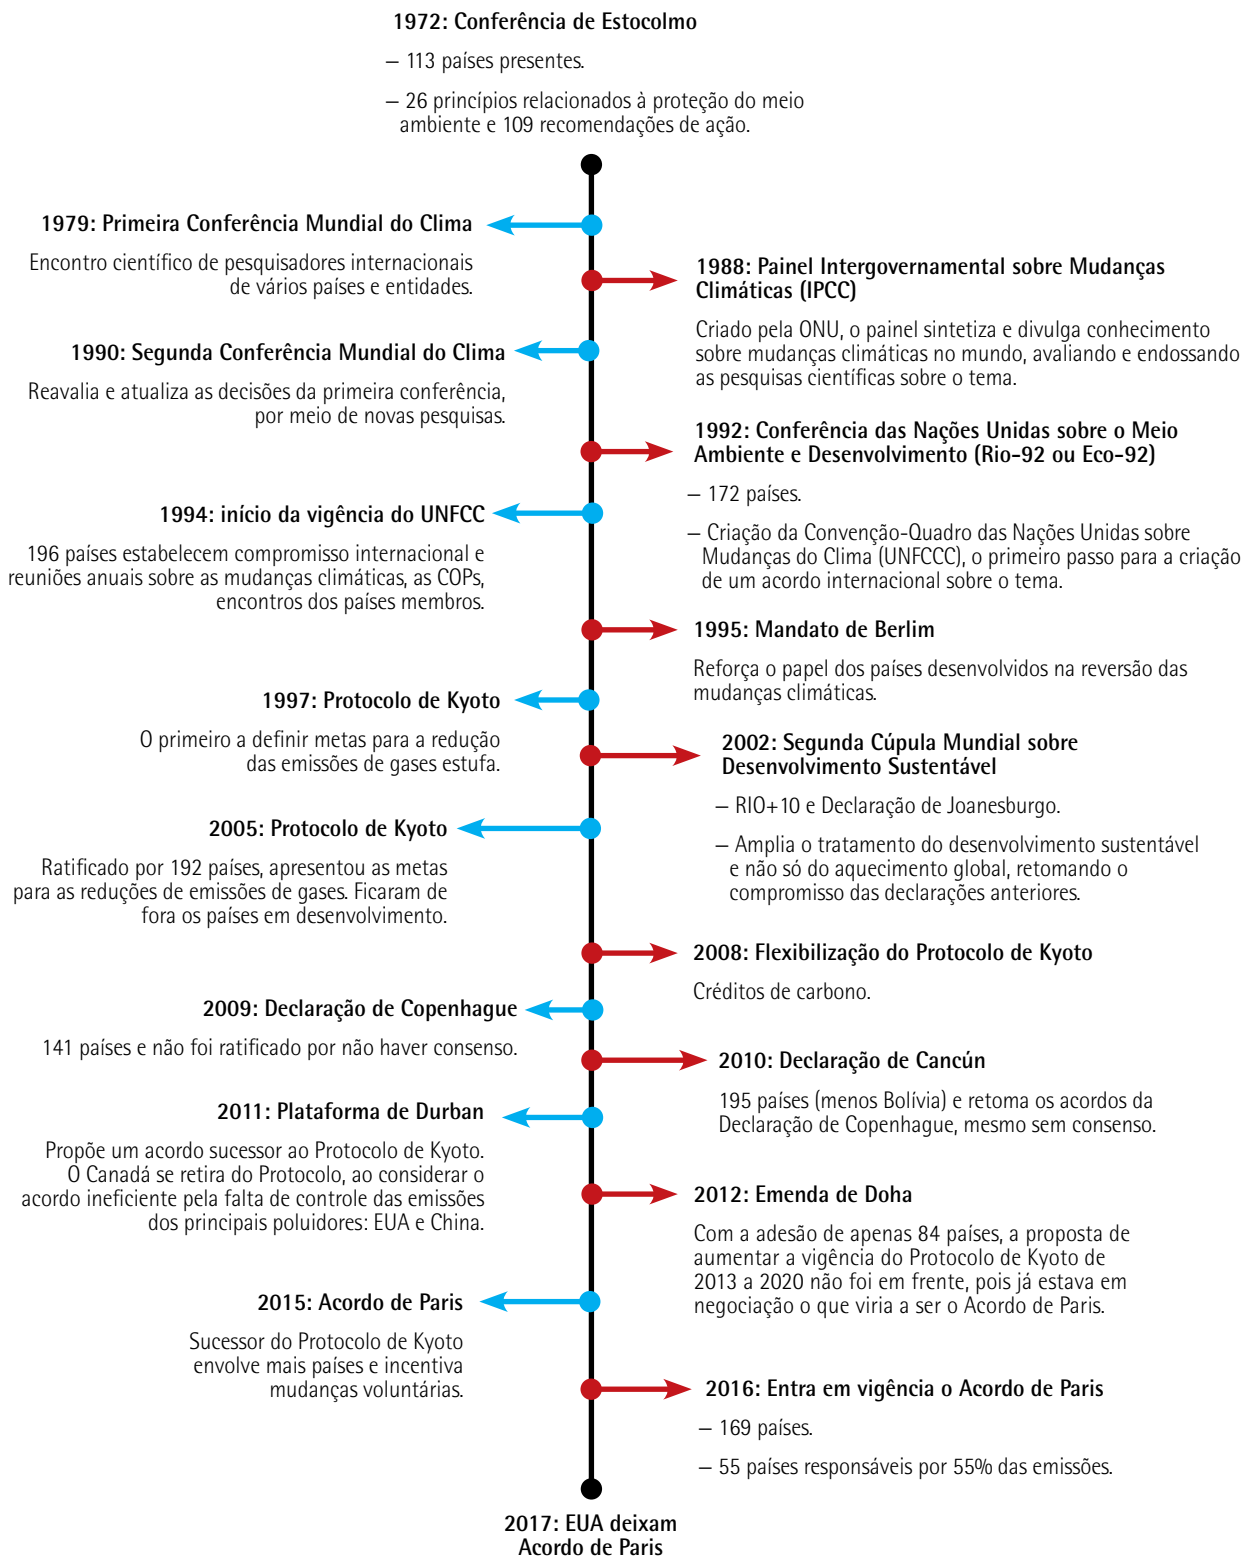 1972: Conferência de Estocolmo
– 113 países presentes.
– 26 princípios relacionados à proteção do meio
ambiente e 109 recomendações de ação.
1979: Primeira Conferência Mundial do Clima
Encontro científico de pesquisadores internacionais
de vários países e entidades.
1988: Painel Intergovernamental sobre Mudanças
Climáticas (IPCC)
Criado pela ONU, o painel sintetiza e divulga conhecimento
sobre mudanças climáticas no mundo, avaliando e endossando
as pesquisas científicas sobre o tema.
1990: Segunda Conferência Mundial do Clima
Reavalia e atualiza as decisões da primeira conferência,
por meio de novas pesquisas.
1992: Conferência das Nações Unidas sobre o Meio
Ambiente e Desenvolvimento (Rio-92 ou Eco-92)
– 172 países.
– Criação da Convenção-Quadro das Nações Unidas sobre
Mudanças do Clima (UNFCCC), o primeiro passo para a criação
de um acordo internacional sobre o tema.
1994: início da vigência do UNFCC
196 países estabelecem compromisso internacional e
reuniões anuais sobre as mudanças climáticas, as COPs,
encontros dos países membros.
1995: Mandato de Berlim
Reforça o papel dos países desenvolvidos na reversão das
mudanças climáticas.
1997: Protocolo de Kyoto
O primeiro a definir metas para a redução
das emissões de gases estufa.
2002: Segunda Cúpula Mundial sobre
Desenvolvimento Sustentável
– RIO+10 e Declaração de Joanesburgo.
– Amplia o tratamento do desenvolvimento sustentável
e não só do aquecimento global, retomando o
compromisso das declarações anteriores.
2005: Protocolo de Kyoto
Ratificado por 192 países, apresentou as metas
para as reduções de emissões de gases. Ficaram de
fora os países em desenvolvimento.
2008: Flexibilização do Protocolo de Kyoto
Créditos de carbono.
2009: Declaração de Copenhague
141 países e não foi ratificado por não haver consenso.
2010: Declaração de Cancún
195 países (menos Bolívia) e retoma os acordos da
Declaração de Copenhague, mesmo sem consenso.
2011: Plataforma de Durban
Propõe um acordo sucessor ao Protocolo de Kyoto.
O Canadá se retira do Protocolo, ao considerar o
acordo ineficiente pela falta de controle das emissões
dos principais poluidores: EUA e China.
2012: Emenda de Doha
Com a adesão de apenas 84 países, a proposta de
aumentar a vigência do Protocolo de Kyoto de
2013 a 2020 não foi em frente, pois já estava em
negociação o que viria a ser o Acordo de Paris.
2015: Acordo de Paris
Sucessor do Protocolo de Kyoto
envolve mais países e incentiva
mudanças voluntárias.
2016: Entra em vigência o Acordo de Paris
– 169 países.
– 55 países responsáveis por 55% das emissões.
2017: EUA deixam
Acordo de Paris